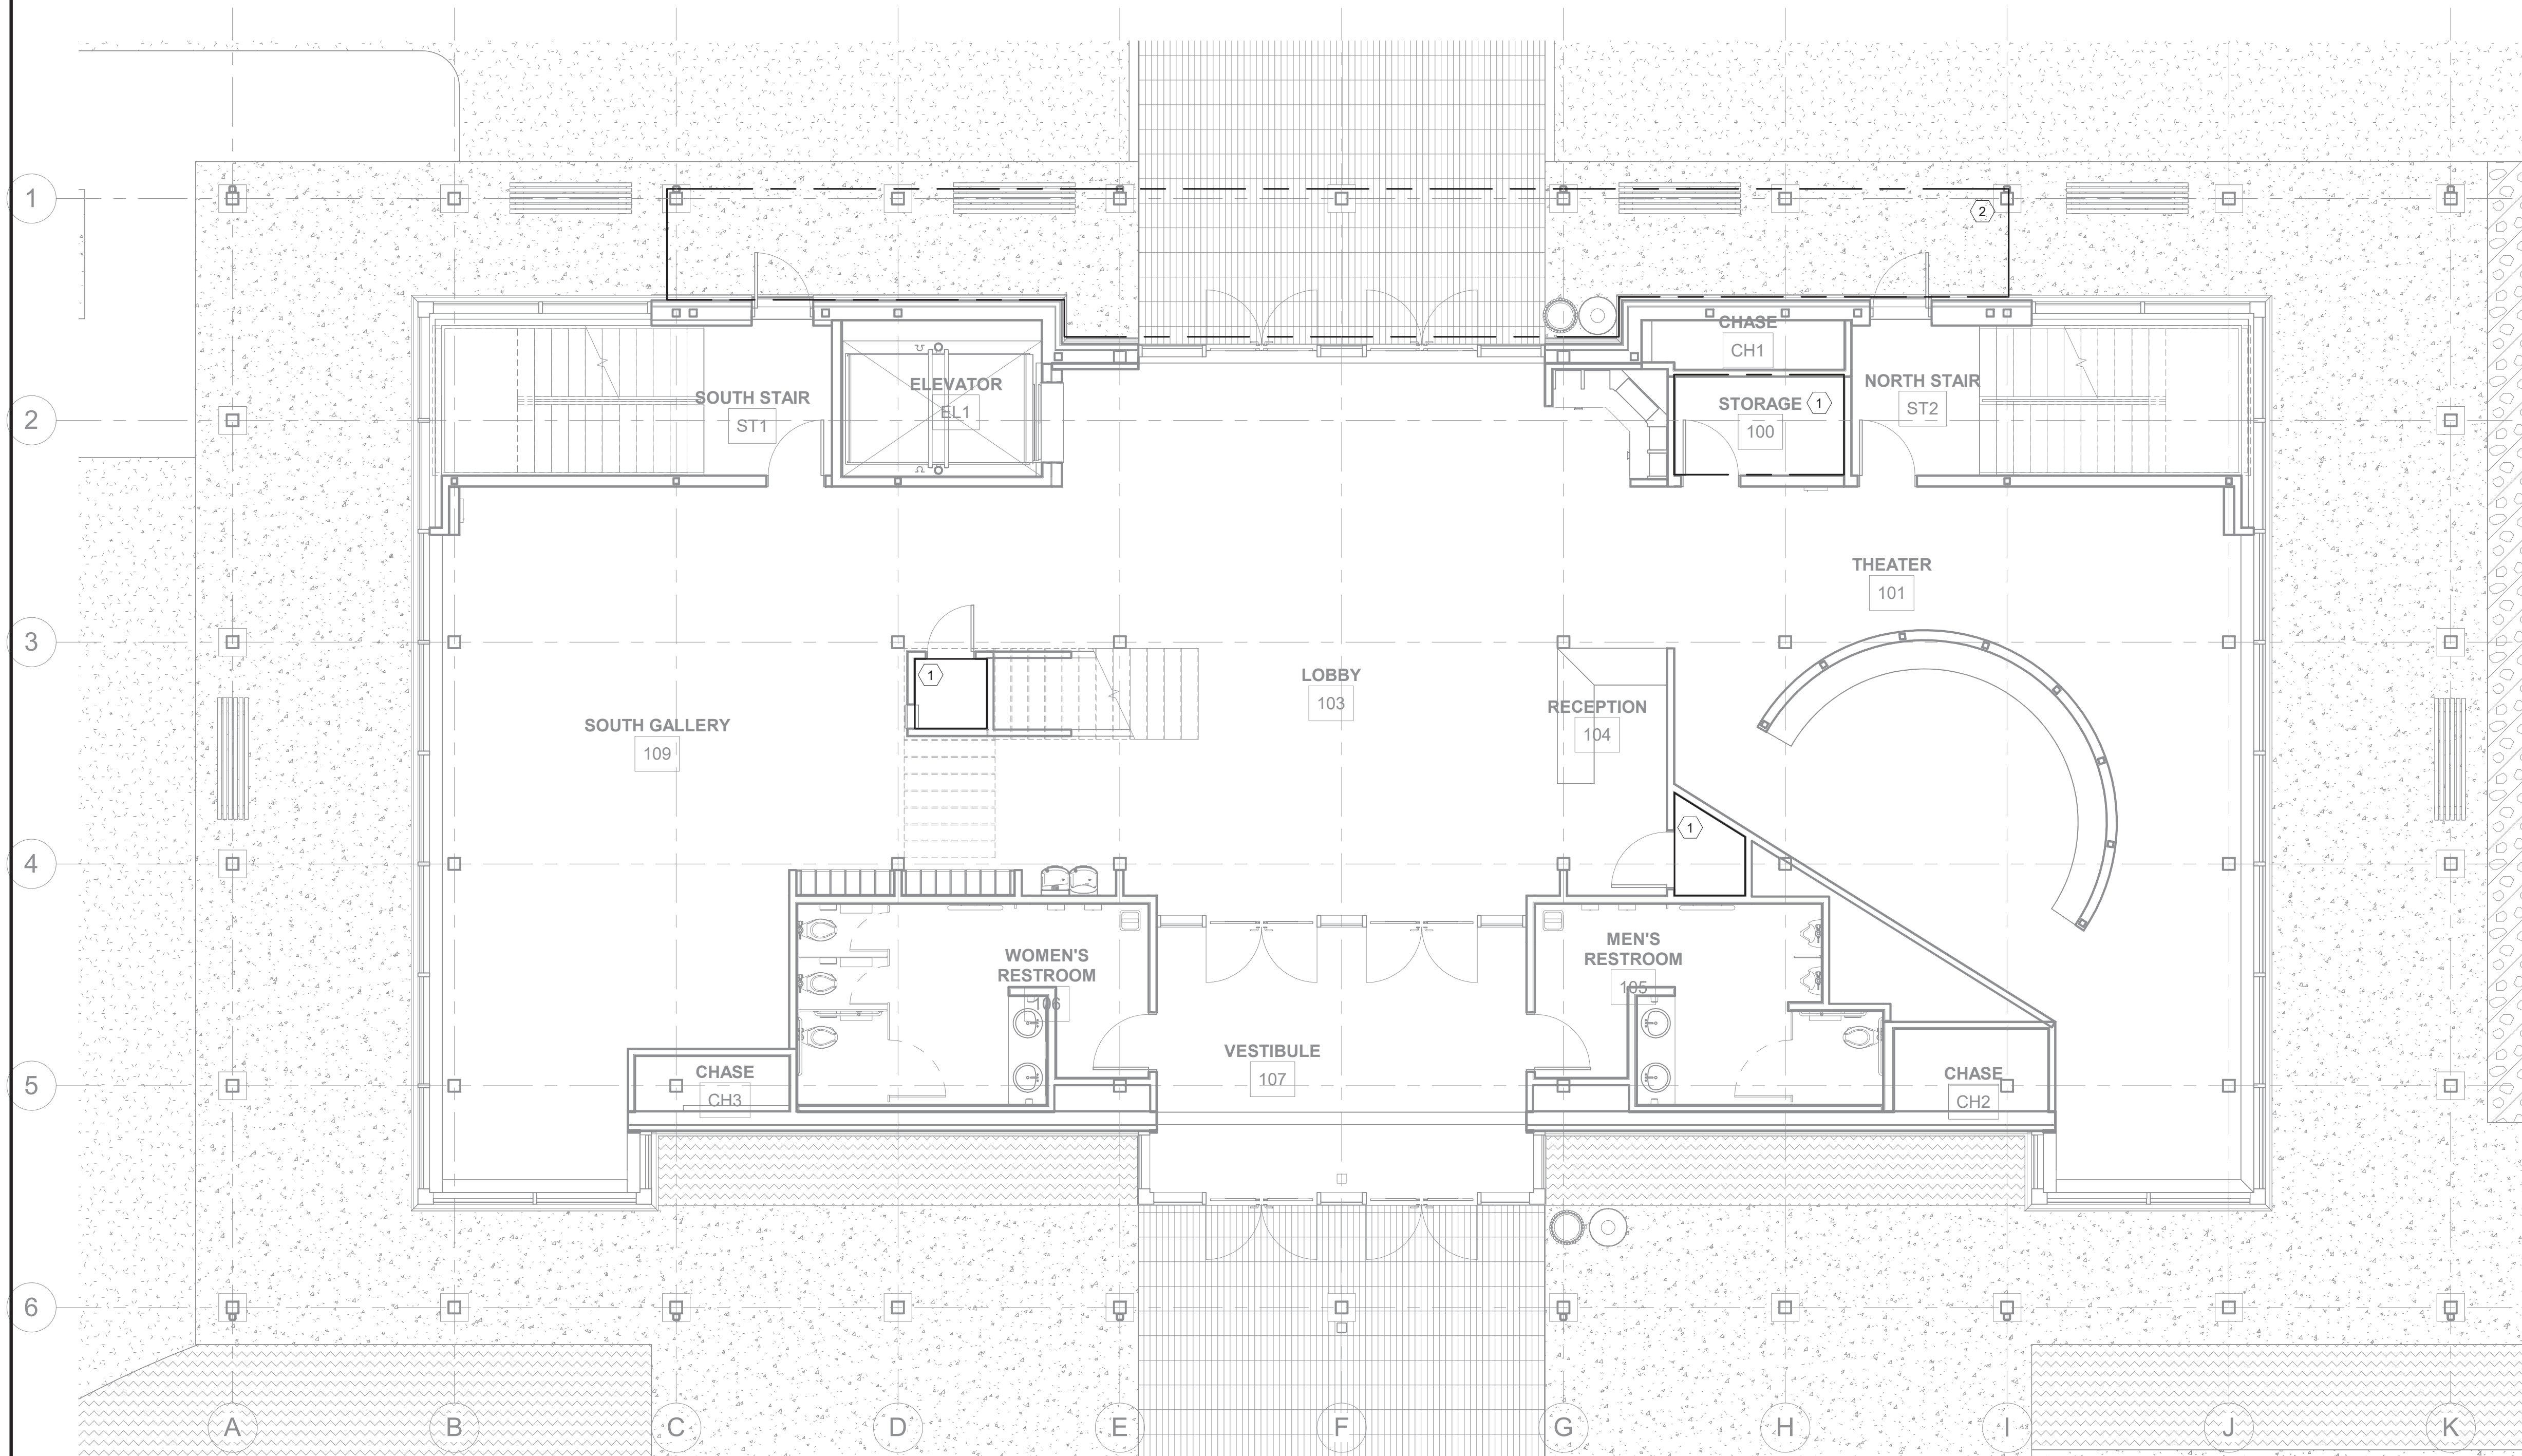 1
2
CHASE
CH1
ELEVATOR
EL1
NORTH STAIR
ST2
SOUTH STAIR
ST1
STORAGE 1
100
2
THEATER
101
3
1
LOBBY
103
RECEPTION
104
SOUTH GALLERY
109
1
4
WOMEN'S
RESTROOM
106
MEN'S
RESTROOM
105
VESTIBULE
107
CHASE
CH3
CHASE
CH2
5
6
A
B
C
D
E
F
G
H
I
J
K